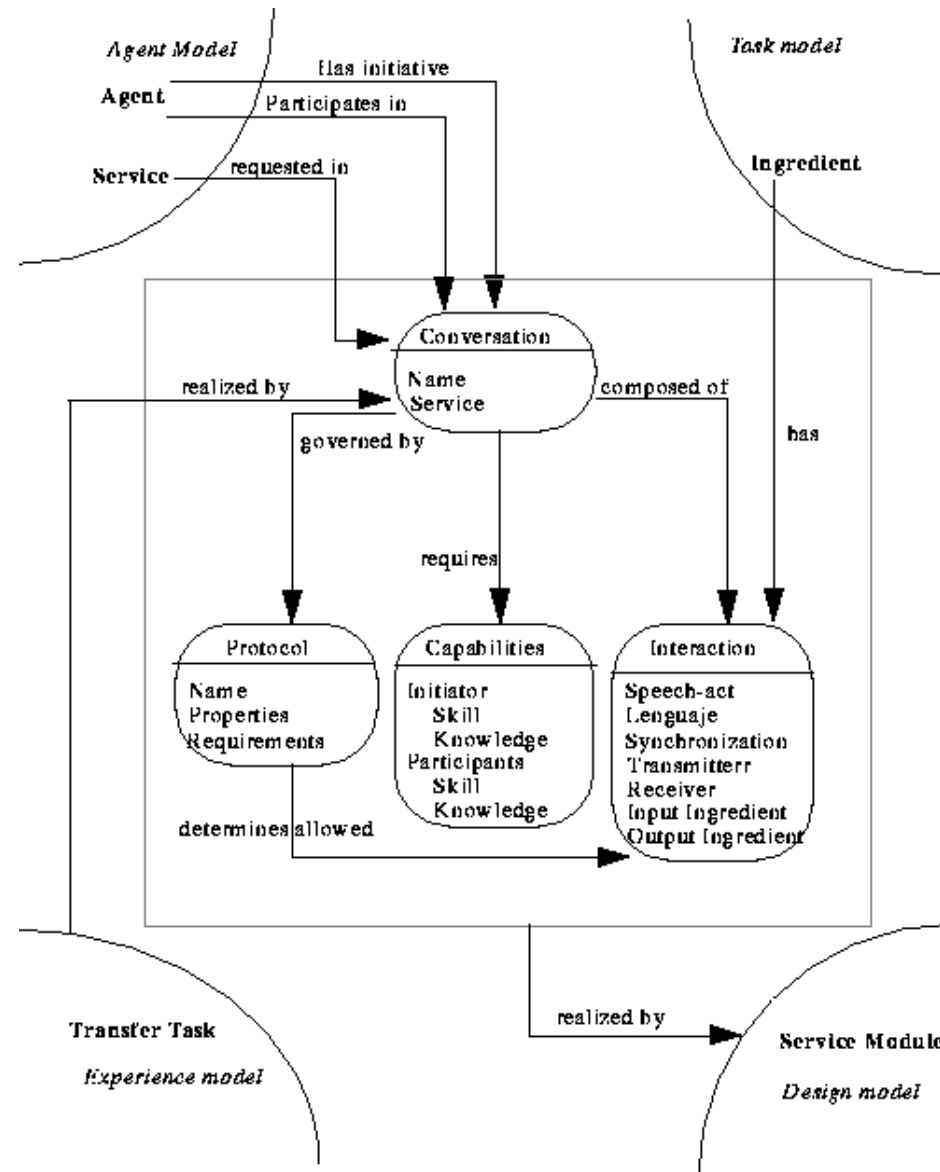 Agent Model
Task model
Has initiative
Agent
Participates in
Service
requested in
Ingredient
Conversation
Name
Service
realized by
composed of
governed by
has
requires
Protocol
Name
Properties
Requirements
Capabilities
Initiator
Skill
Knowledge
Participants
Skill
Knowledge
Interaction
Speech-act
Lenguaje
Synchronization
Transmitterr
Receiver
Input Ingredient
Output Ingredient
determines allowed
realized by
Transfer Task
Experience model
Service Module
Design model